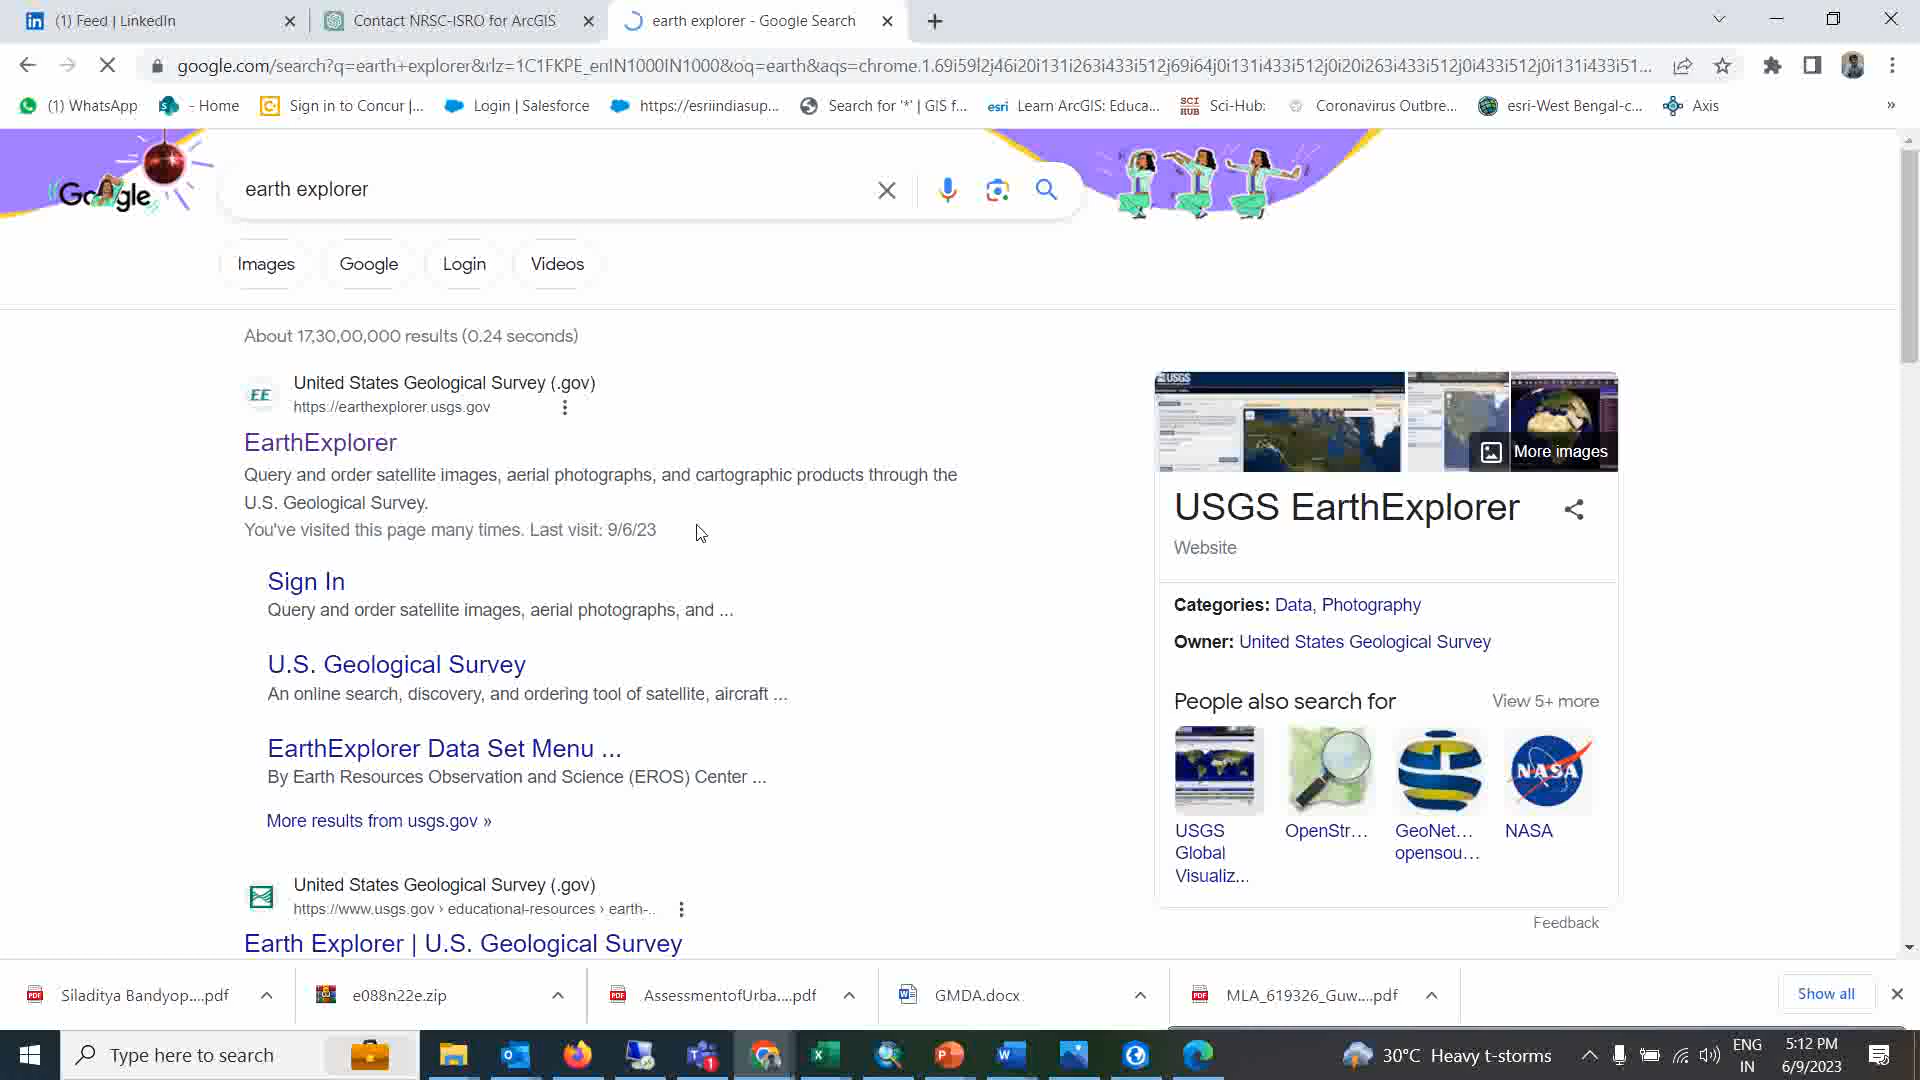 (1) Feed | LinkedIn
Contact NRSC-ISRO for ArcGIS
earth explorer - Google Search
google.com/search?q=earth+explorer&rlz=1C1FKPE_enIN1000IN1000&oq=earth&aqs=chrome.1.69i59l2j46i20i131i263i433i512j69i64j0i131i433i512j0i20i263i433i512j0i433i512j0i131i433i51...
(1) WhatsApp
- Home
Sign in to Concur |...
Login | Salesforce
https://esriindiasup...
Search for '*' | GIS f...
esri Learn ArcGIS: Educa...
SCI HUB Sci-Hub:
Coronavirus Outbre...
esri-West Bengal-c...
Axis
»
Google
earth explorer
Images
Google
Login
Videos
About 17,30,00,000 results (0.24 seconds)
EE
United States Geological Survey (.gov)
https://earthexplorer.usgs.gov
EarthExplorer
Query and order satellite images, aerial photographs, and cartographic products through the
U.S. Geological Survey.
You've visited this page many times. Last visit: 9/6/23
Sign In
Query and order satellite images, aerial photographs, and ...
U.S. Geological Survey
An online search, discovery, and ordering tool of satellite, aircraft ...
EarthExplorer Data Set Menu ...
By Earth Resources Observation and Science (EROS) Center ...
More results from usgs.gov »
United States Geological Survey (.gov)
https://www.usgs.gov › educational-resources › earth-..
Earth Explorer | U.S. Geological Survey
USGS
More images
USGS EarthExplorer
Website
Categories: Data, Photography
Owner: United States Geological Survey
People also search for
View 5+ more
NASA
USGS
Global
Visualiz...
OpenStr...
GeoNet...
opensou...
NASA
Feedback
Siladitya Bandyop....pdf
e088n22e.zip
AssessmentofUrba....pdf
GMDA.docx
MLA_619326_Guw....pdf
Show all
Type here to search
30°C Heavy t-storms
ENG
IN
5:12 PM
6/9/2023